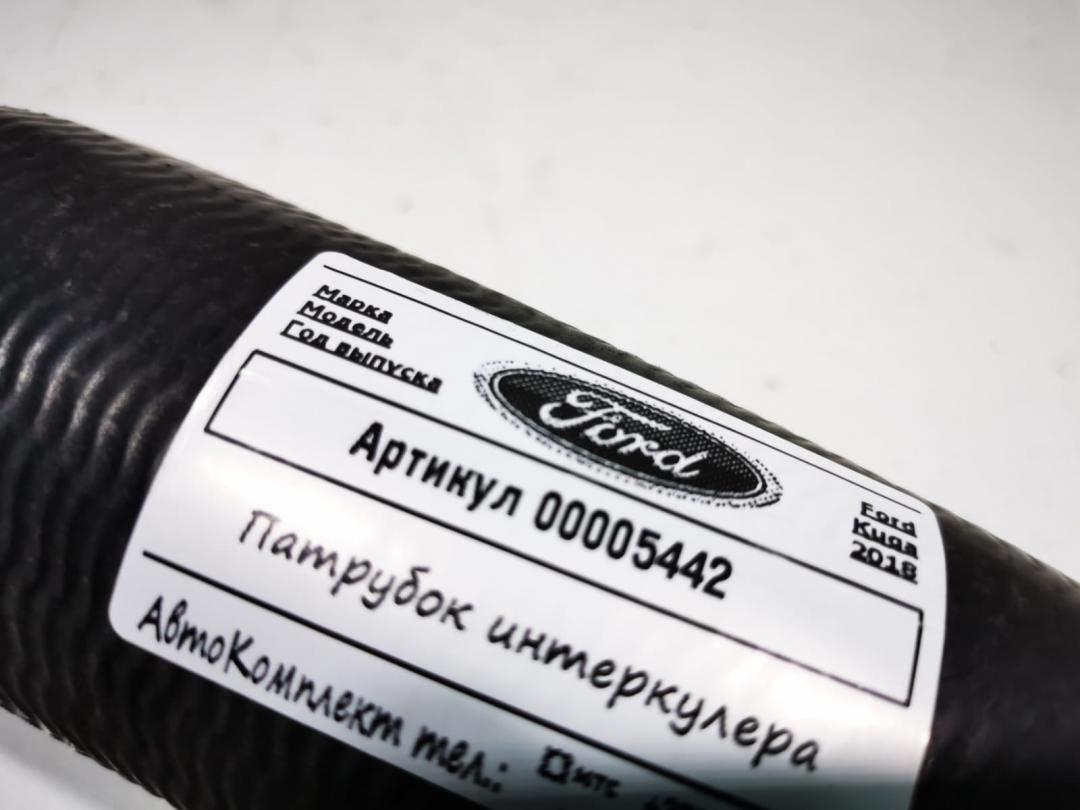 Марка
Модель
Год выпуска
Ford
Ford
Kuga
2018
Артикул 00005442
Патрубок интеркулера
АвтоКомплект тел.: